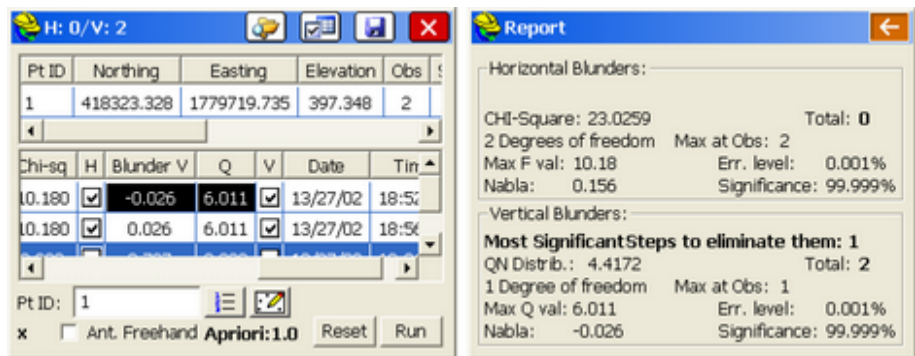 H: 0/V: 2
Pt ID Northing Easting Elevation Obs
1 418323.328 1779719.735 397.348 2
Chi-sq H Blunder V Q V Date Tim
10.180 -0.026 6.011 13/27/02 18:52
10.180 0.026 6.011 13/27/02 18:56
Pt ID: 1
x Ant. Freehand Apriori:1.0 Reset Run
Report
Horizontal Blunders:
CHI-Square: 23.0259 Total: 0
2 Degrees of freedom Max at Obs: 2
Max F val: 10.18 Err. level: 0.001%
Nabla: 0.156 Significance: 99.999%
Vertical Blunders:
Most SignificantSteps to eliminate them: 1
QN Distrib.: 4.4172 Total: 2
1 Degree of freedom Max at Obs: 1
Max Q val: 6.011 Err. level: 0.001%
Nabla: -0.026 Significance: 99.999%